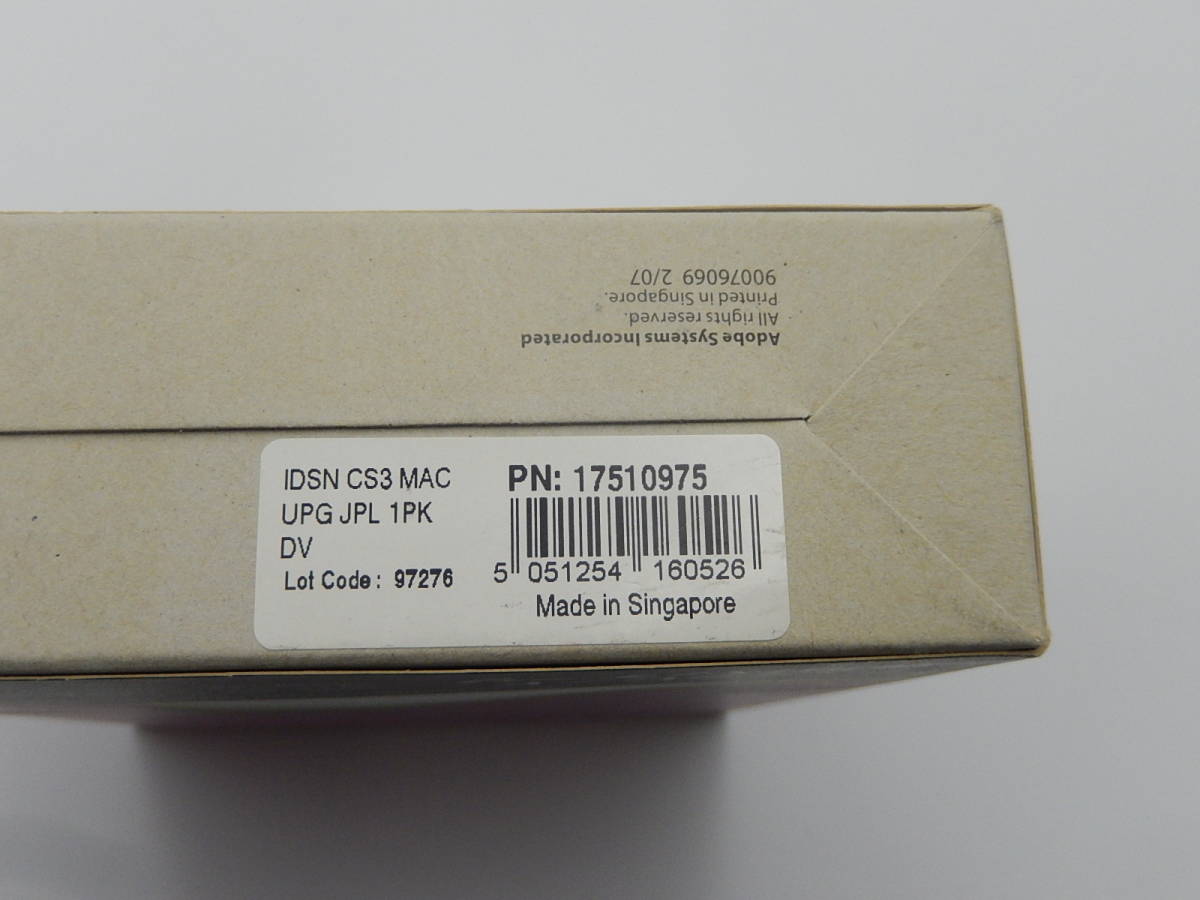 Adobe Systems Incorporated
All rights reserved.
Printed in Singapore.
90076069 2/07
IDSN CS3 MAC
UPG JPL 1PK
DV
Lot Code: 97276
PN: 17510975
5 051254 160526
Made in Singapore